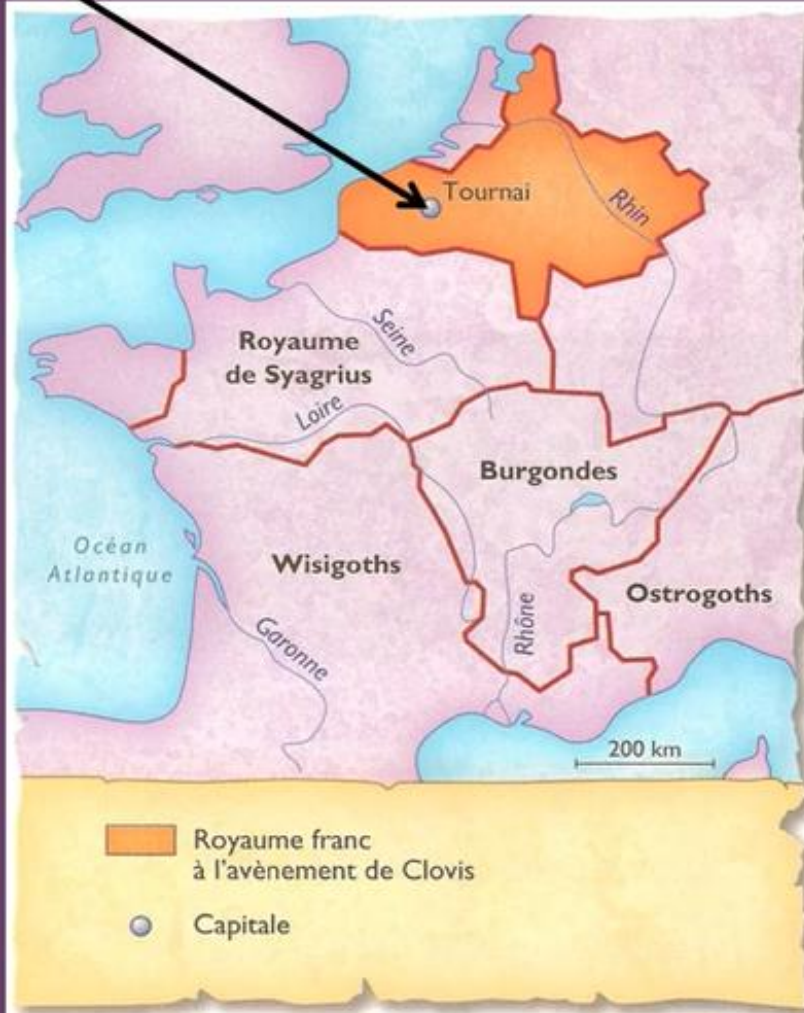 Tournai
Rhin
Seine
Royaume
de Syagrius
Loire
Burgondes
Océan
Atlantique
Wisigoths
Ostrogoths
Rhône
Garonne
200 km
Royaume franc
à l'avènement de Clovis
Capitale